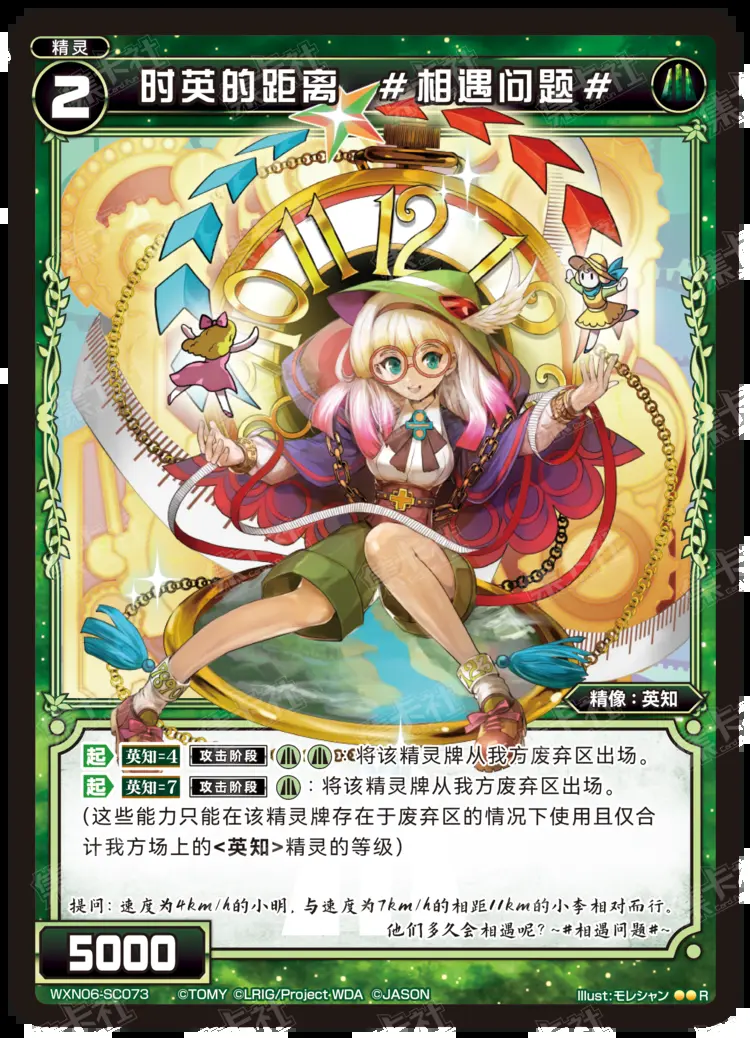 精灵
2 时英的距离 #相遇问题#
10 11 12 1 2
精像：英知
起 英知=4 攻击阶段 ：将该精灵牌从我方废弃区出场。
起 英知=7 攻击阶段 ：将该精灵牌从我方废弃区出场。
(这些能力只能在该精灵牌存在于废弃区的情况下使用且仅合
计我方场上的<英知>精灵的等级)
提问：速度为4km/h的小明，与速度为7km/h的相距11km的小李相对而行。
他们多久会相遇呢？~#相遇问题#~
5000
WXN06-SC073 ©TOMY ©LRIG/Project WDA ©JASON Illust:モレシャン R
集卡社